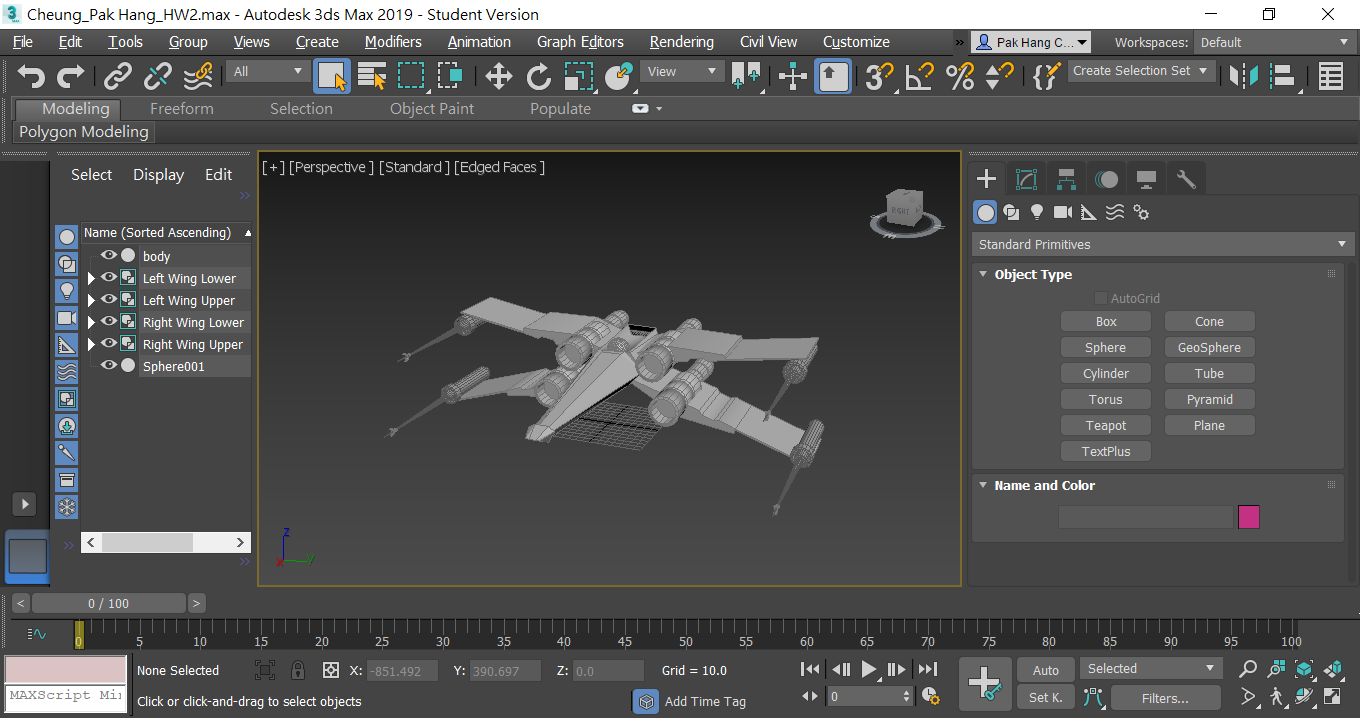 Cheung_Pak Hang_HW2.max - Autodesk 3ds Max 2019 - Student Version
File Edit Tools Group Views Create Modifiers Animation Graph Editors Rendering Civil View Customize » Pak Hang C... Workspaces: Default
All View Create Selection Set
Modeling Freeform Selection Object Paint Populate
Polygon Modeling
Select Display Edit
[+] [Perspective ] [Standard ] [Edged Faces ]
RIGHT
Standard Primitives
Name (Sorted Ascending)
body
Left Wing Lower
Left Wing Upper
Right Wing Lower
Right Wing Upper
Sphere001
Object Type
AutoGrid
Box Cone
Sphere GeoSphere
Cylinder Tube
Torus Pyramid
Teapot Plane
TextPlus
Name and Color
z
x y
< 0 / 100 >
0 5 10 15 20 25 30 35 40 45 50 55 60 65 70 75 80 85 90 95 100
None Selected X: -851.492 Y: 390.697 Z: 0.0 Grid = 10.0 Auto Selected
MAXScript Mi
Click or click-and-drag to select objects Add Time Tag 0 Set K. Filters...